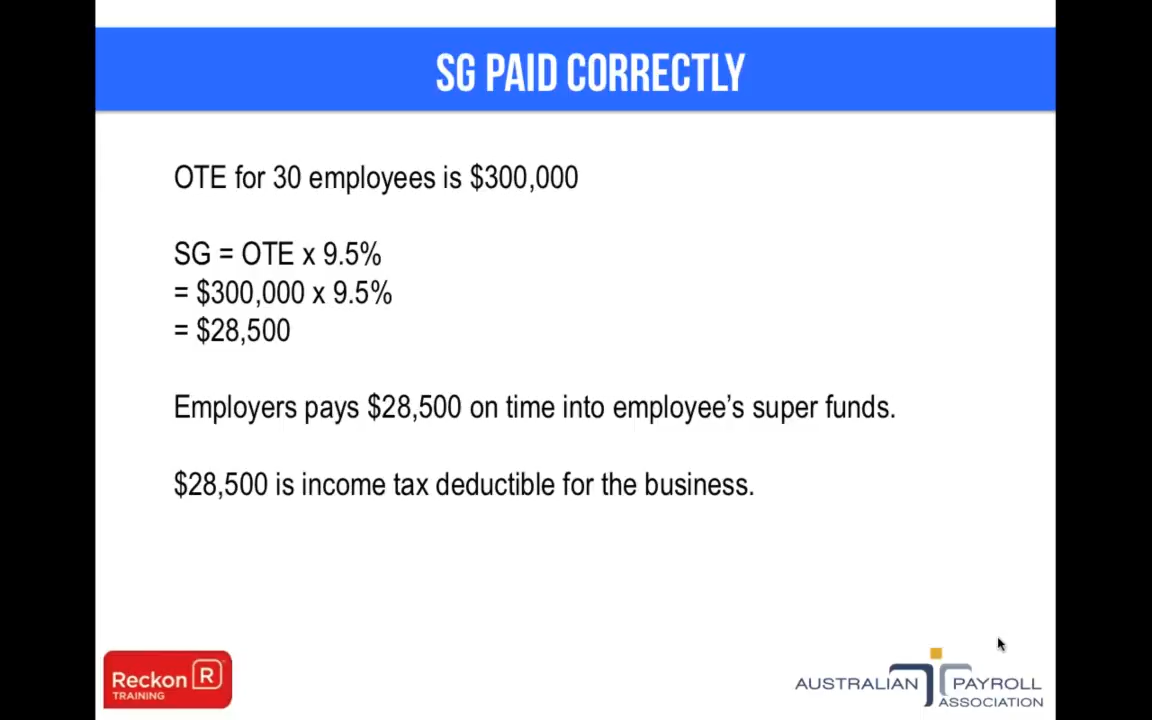 SG PAID CORRECTLY
OTE for 30 employees is $300,000
SG = OTE x 9.5%
= $300,000 x 9.5%
= $28,500
Employers pays $28,500 on time into employee’s super funds.
$28,500 is income tax deductible for the business.
Reckon R
TRAINING
AUSTRALIAN PAYROLL
ASSOCIATION